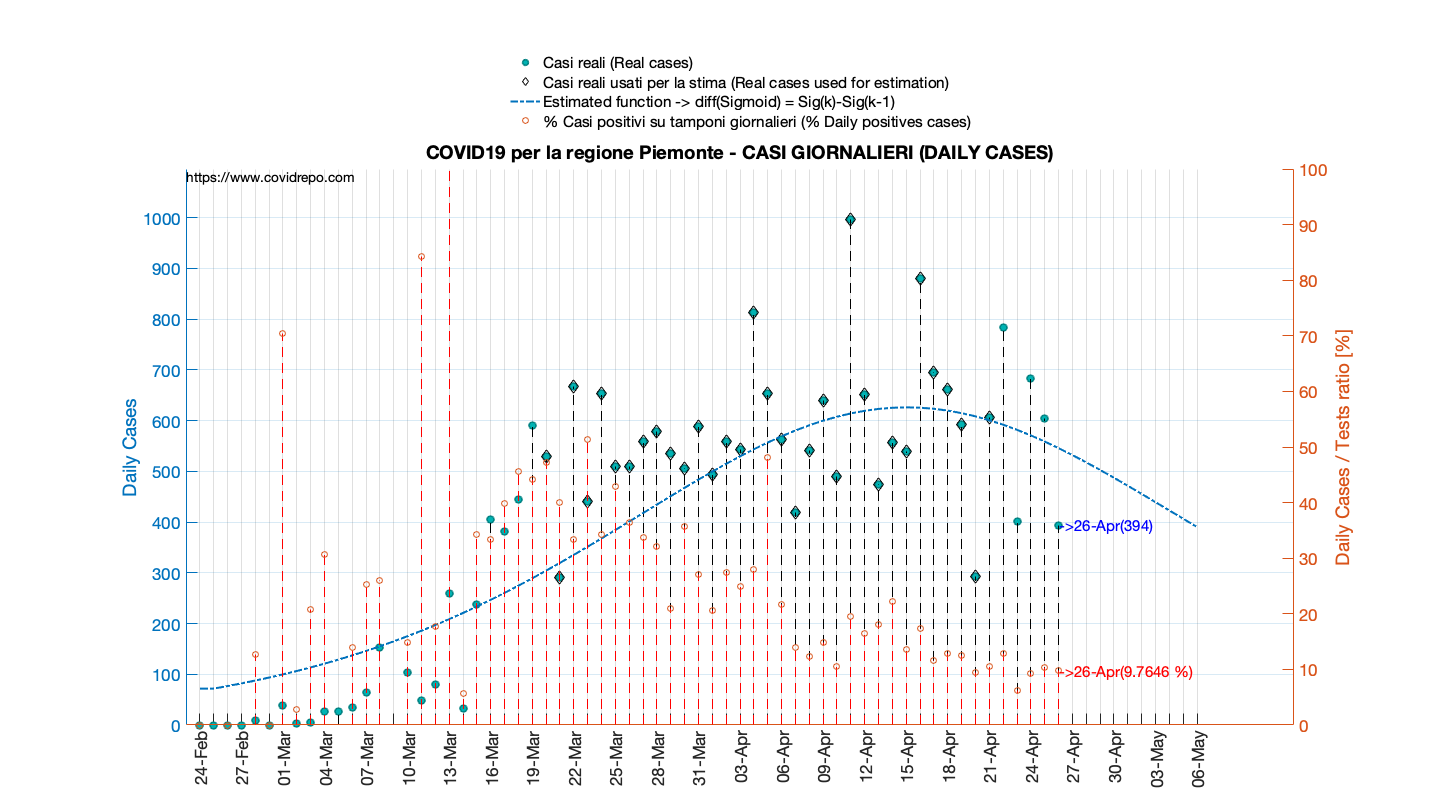 Casi reali (Real cases)
Casi reali usati per la stima (Real cases used for estimation)
Estimated function -> diff(Sigmoid) = Sig(k)-Sig(k-1)
% Casi positivi su tamponi giornalieri (% Daily positives cases)
COVID19 per la regione Piemonte - CASI GIORNALIERI (DAILY CASES)
https://www.covidrepo.com
Daily Cases
1000
900
800
700
600
500
400
300
200
100
0
100
90
80
70
60
50
40
30
20
10
0
Daily Cases / Tests ratio [%]
->26-Apr(394)
->26-Apr(9.7646 %)
24-Feb
27-Feb
01-Mar
04-Mar
07-Mar
10-Mar
13-Mar
16-Mar
19-Mar
22-Mar
25-Mar
28-Mar
31-Mar
03-Apr
06-Apr
09-Apr
12-Apr
15-Apr
18-Apr
21-Apr
24-Apr
27-Apr
30-Apr
03-May
06-May